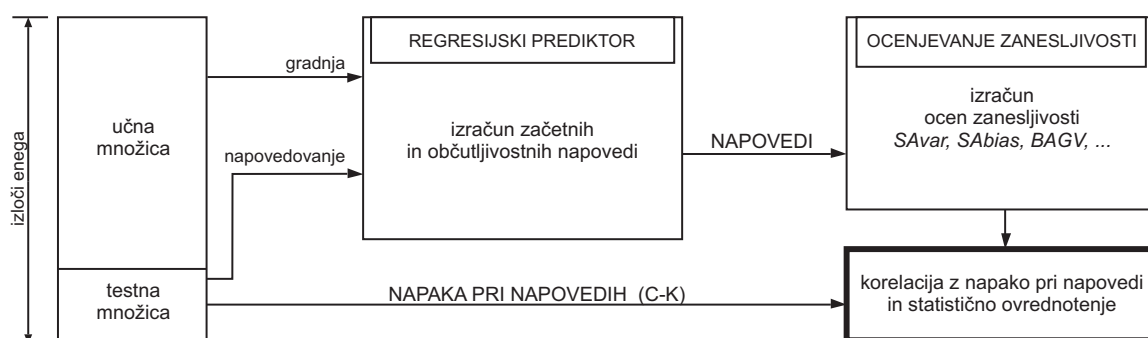 izloči enega
učna
množica
testna
množica
gradnja
napovedovanje
REGRESIJSKI PREDIKTOR
izračun začetnih
in občutljivostnih napovedi
NAPOVEDI
OCENJEVANJE ZANESLJIVOSTI
izračun
ocen zanesljivosti
SAvar, SAbias, BAGV, ...
NAPAKA PRI NAPOVEDIH (C-K)
korelacija z napako pri napovedi
in statistično ovrednotenje